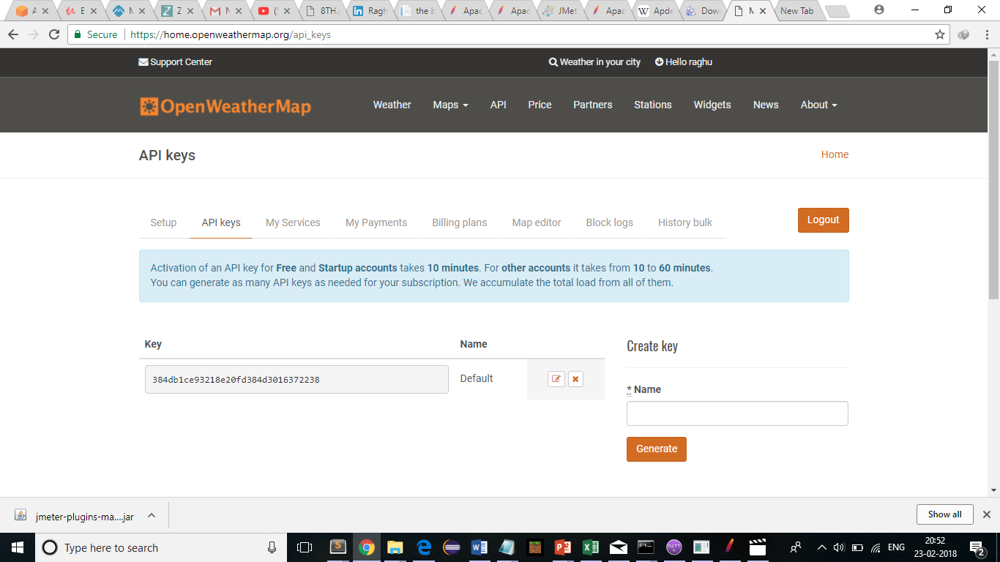 8TH.
Ragh
the b
Apac
Apac
JMet
Apac
Apde
Dow
New Tab
Secure
https://home.openweathermap.org/api_keys
Support Center
Weather in your city
Hello raghu
OpenWeatherMap
Weather
Maps
API
Price
Partners
Stations
Widgets
News
About
API keys
Home
Setup
API keys
My Services
My Payments
Billing plans
Map editor
Block logs
History bulk
Logout
Activation of an API key for Free and Startup accounts takes 10 minutes. For other accounts it takes from 10 to 60 minutes.
You can generate as many API keys as needed for your subscription. We accumulate the total load from all of them.
Key
Name
384db1ce93218e20fd384d3016372238
Default
Create key
* Name
Generate
jmeter-plugins-ma....jar
Show all
Type here to search
ENG
20:52
23-02-2018
2